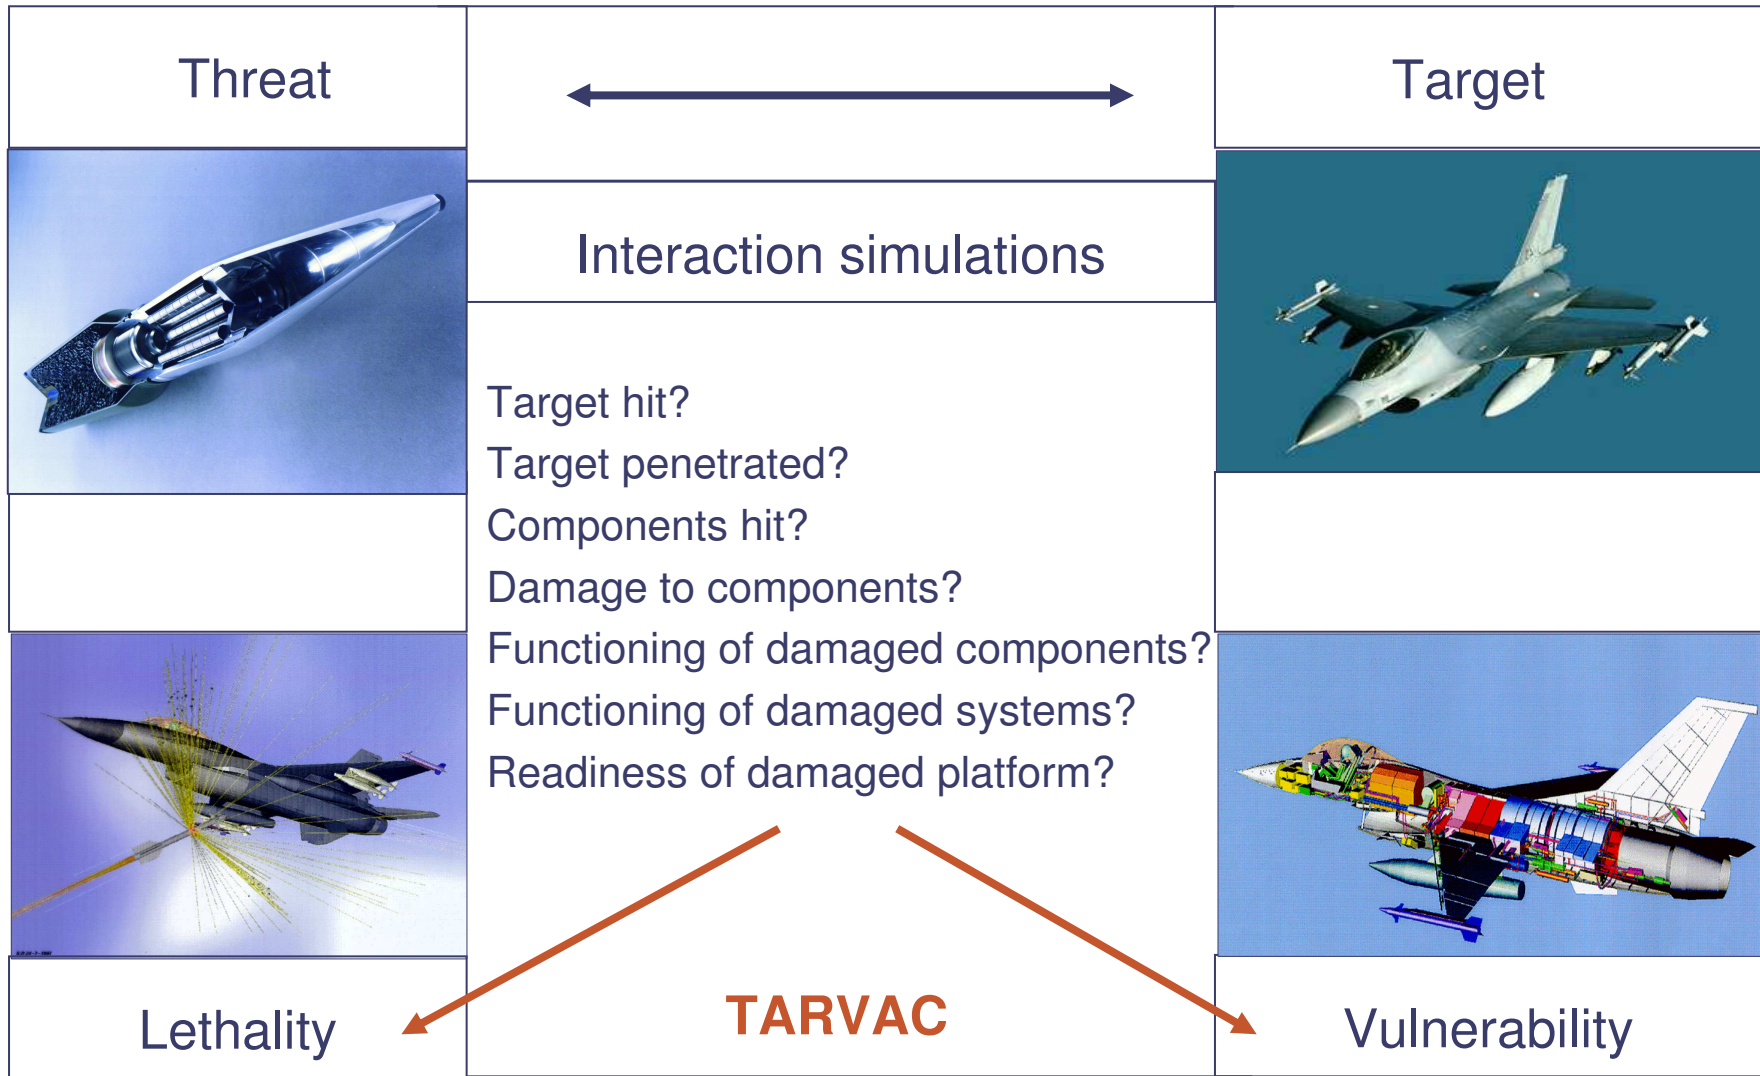 Threat
Target
Interaction simulations
Target hit?
Target penetrated?
Components hit?
Damage to components?
Functioning of damaged components?
Functioning of damaged systems?
Readiness of damaged platform?
Lethality
TARVAC
Vulnerability